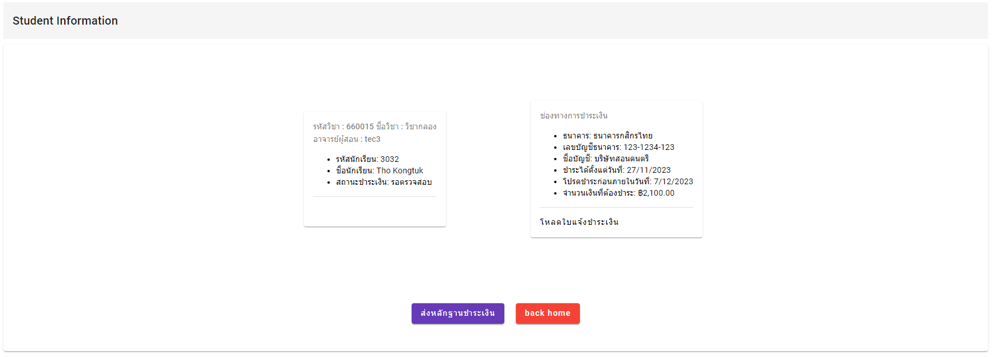 Student Information
รหัสวิชา : 660015 ชื่อวิชา : วิชากลอง
อาจารย์ผู้สอน : tec3
รหัสนักเรียน: 3032
ชื่อนักเรียน: Tho Kongtuk
สถานะชำระเงิน: รอตรวจสอบ
ช่องทางการชำระเงิน
ธนาคาร: ธนาคารกสิกรไทย
เลขบัญชีธนาคาร: 123-1234-123
ชื่อบัญชี: บริษัทสอนดนตรี
ชำระได้ตั้งแต่วันที่: 27/11/2023
โปรดชำระก่อนภายในวันที่: 7/12/2023
จำนวนเงินที่ต้องชำระ: ฿2,100.00
โหลดใบแจ้งชำระเงิน
ส่งหลักฐานชำระเงิน
back home